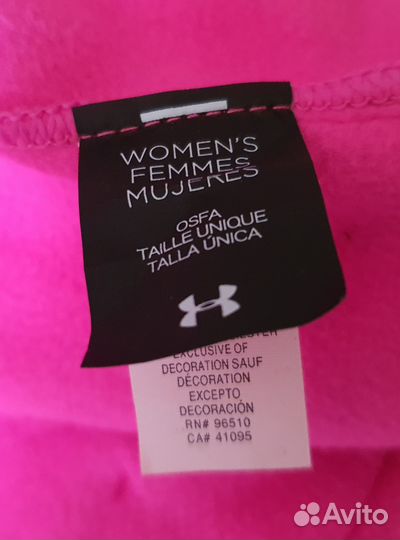 WOMEN'S
FEMMES
MUJERES
OSFA
TAILLE UNIQUE
TALLA ÚNICA
EXCLUSIVE OF
DECORATION SAUF
DÉCORATION
EXCEPTO
DECORACIÓN
RN# 96510
CA# 41095
Avito